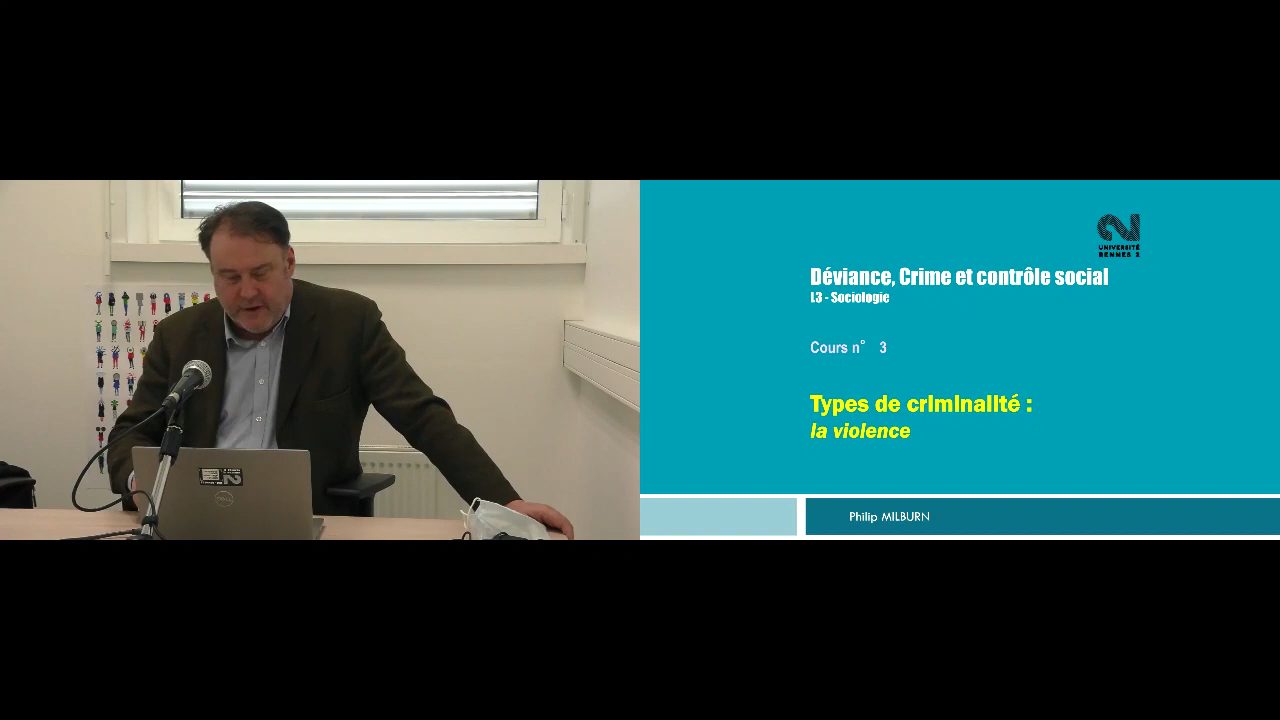 UNIVERSITÉ
RENNES 2
Déviance, Crime et contrôle social
L3 - Sociologie
Cours n° 3
Types de criminalité :
la violence
Philip MILBURN
DELL